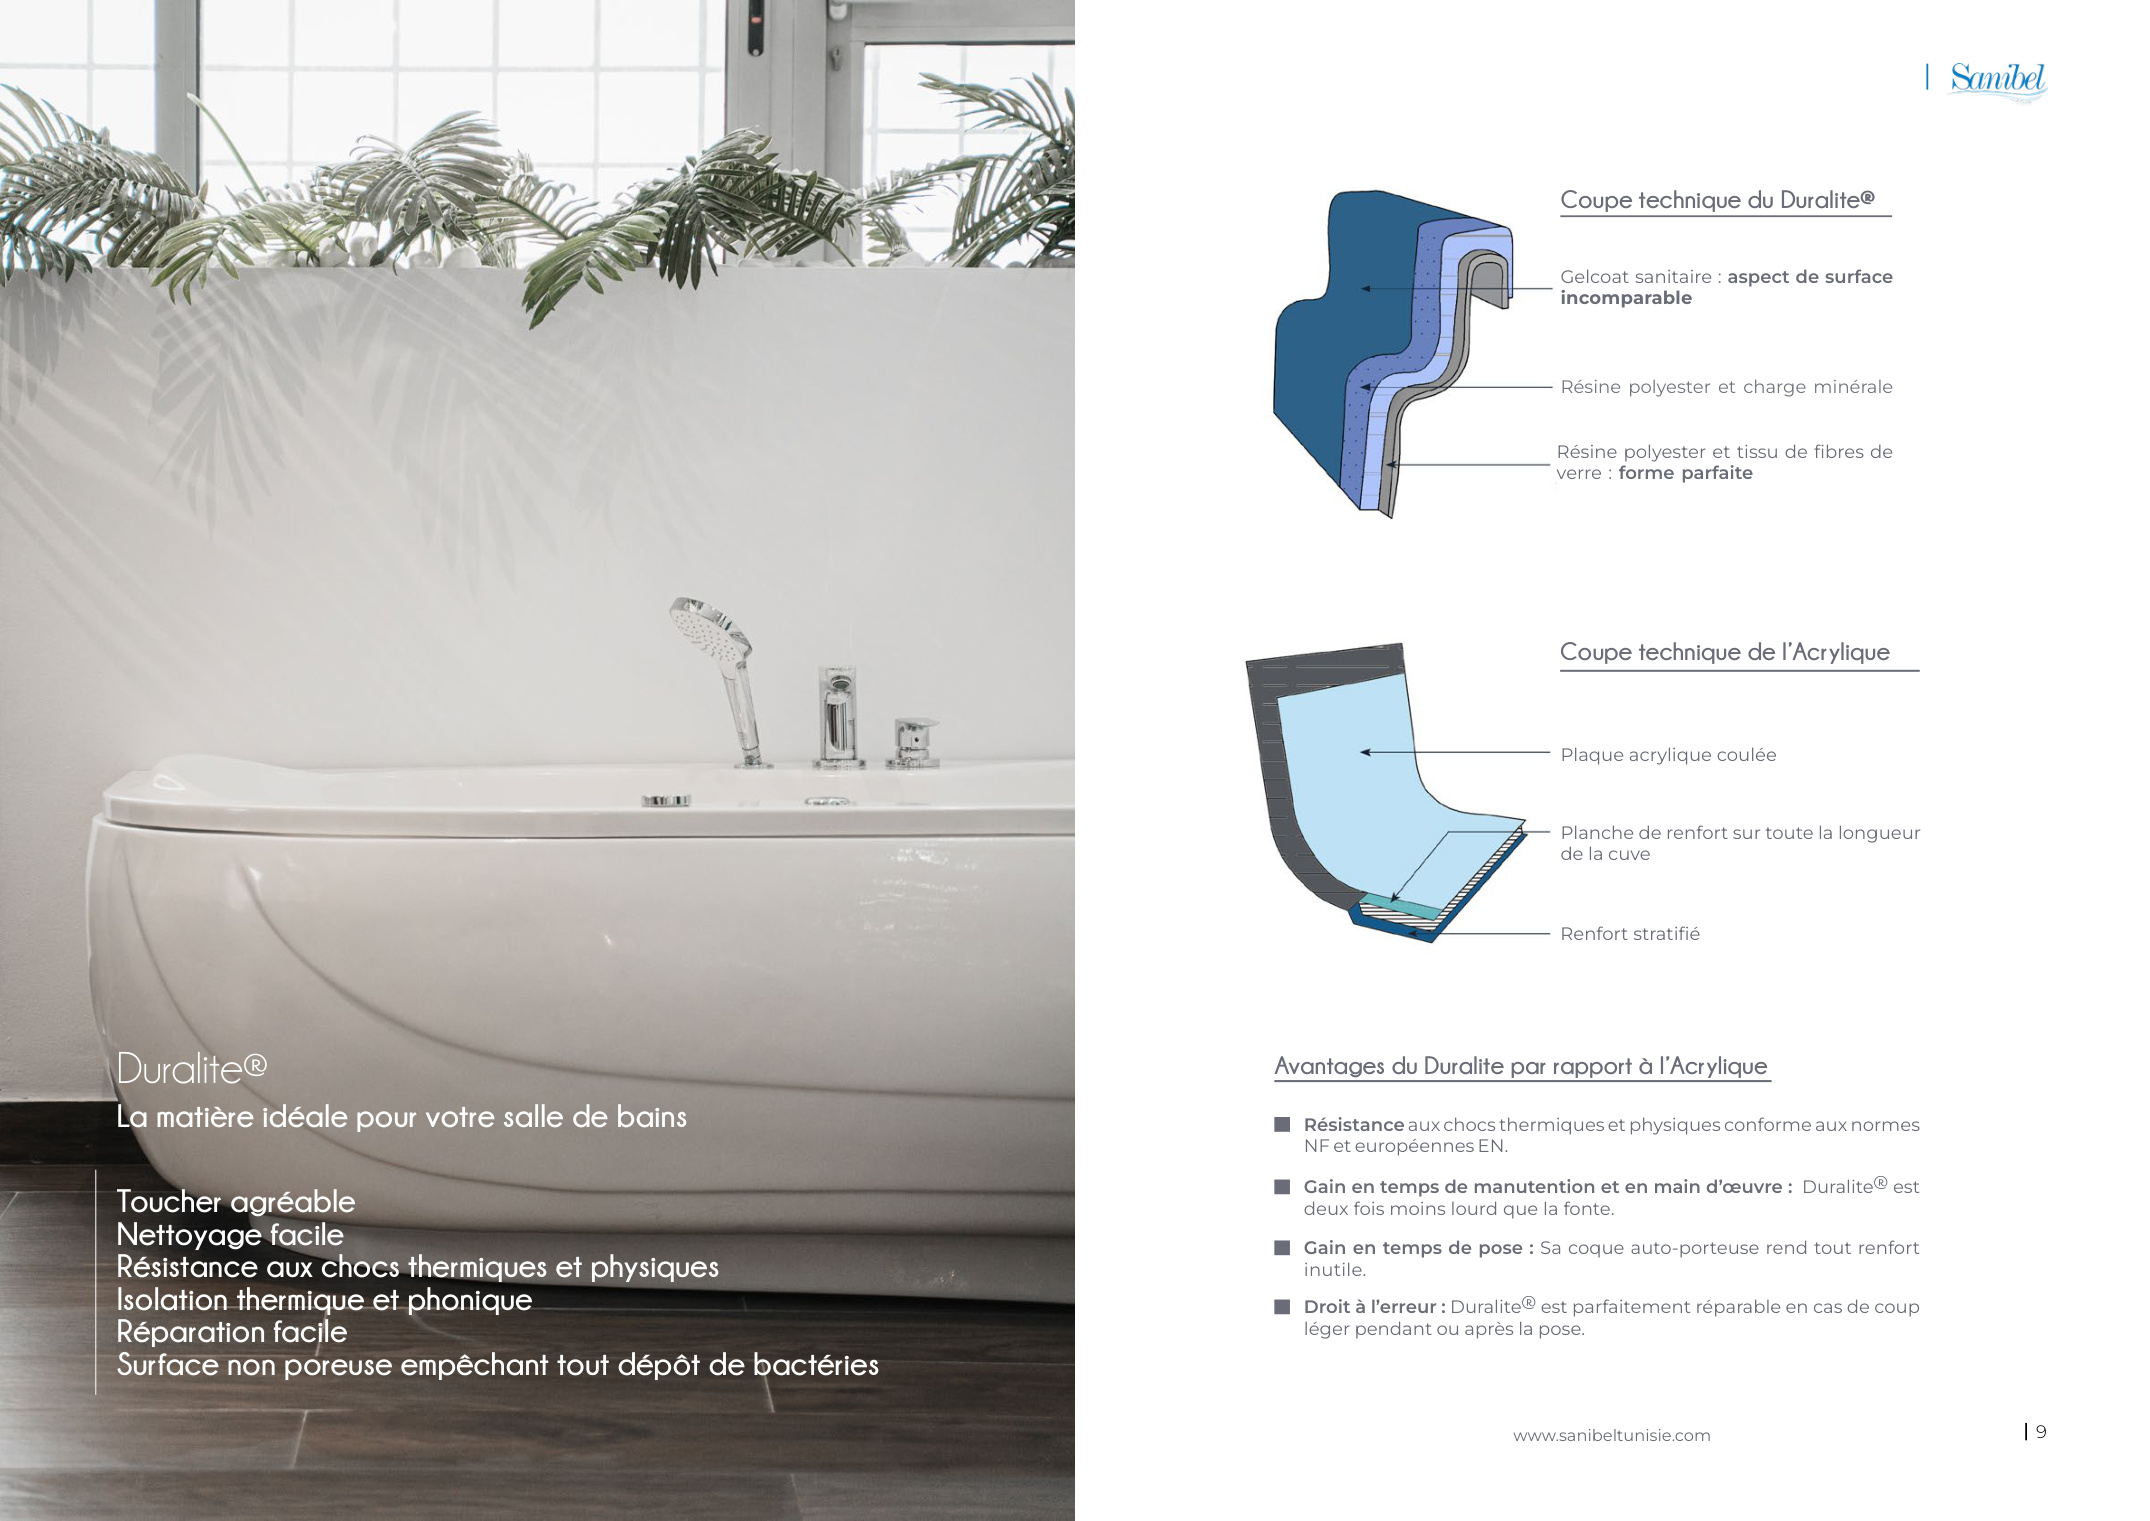 Duralite®
La matière idéale pour votre salle de bains
Toucher agréable
Nettoyage facile
Résistance aux chocs thermiques et physiques
Isolation thermique et phonique
Réparation facile
Surface non poreuse empêchant tout dépôt de bactéries
Sanibel
Coupe technique du Duralite®
Gelcoat sanitaire : aspect de surface
incomparable
Résine polyester et charge minérale
Résine polyester et tissu de fibres de
verre : forme parfaite
Coupe technique de l'Acrylique
Plaque acrylique coulée
Planche de renfort sur toute la longueur
de la cuve
Renfort stratifié
Avantages du Duralite par rapport à l'Acrylique
Résistance aux chocs thermiques et physiques conforme aux normes
NF et européennes EN.
Gain en temps de manutention et en main d'œuvre : Duralite® est
deux fois moins lourd que la fonte.
Gain en temps de pose : Sa coque auto-porteuse rend tout renfort
inutile.
Droit à l'erreur : Duralite® est parfaitement réparable en cas de coup
léger pendant ou après la pose.
www.sanibeltunisie.com
9